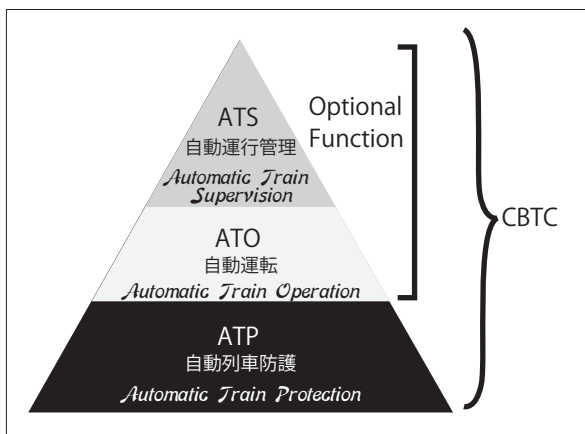 ATS
自動運行管理
Automatic Train
Supervision
Optional
Function
ATO
自動運転
Automatic Train Operation
CBTC
ATP
自動列車防護
Automatic Train Protection